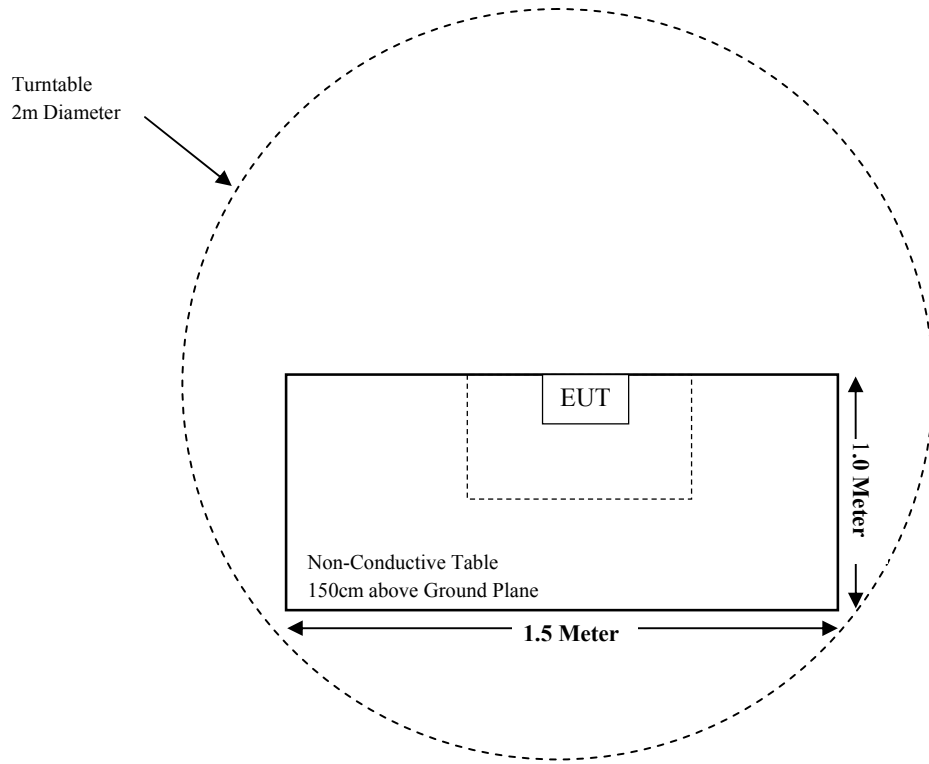 Turntable
2m Diameter
EUT
1.0 Meter
Non-Conductive Table
150cm above Ground Plane
1.5 Meter